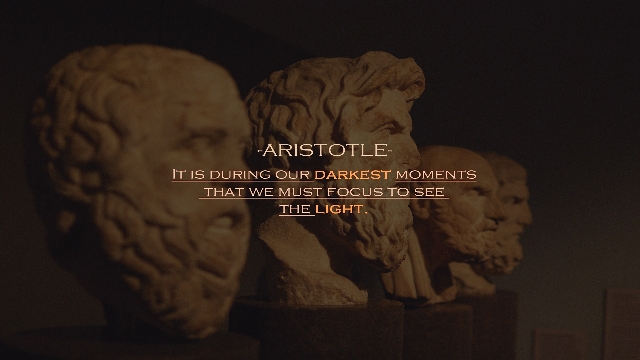 -ARISTOTLE-
IT IS DURING OUR DARKEST MOMENTS
THAT WE MUST FOCUS TO SEE
THE LIGHT.